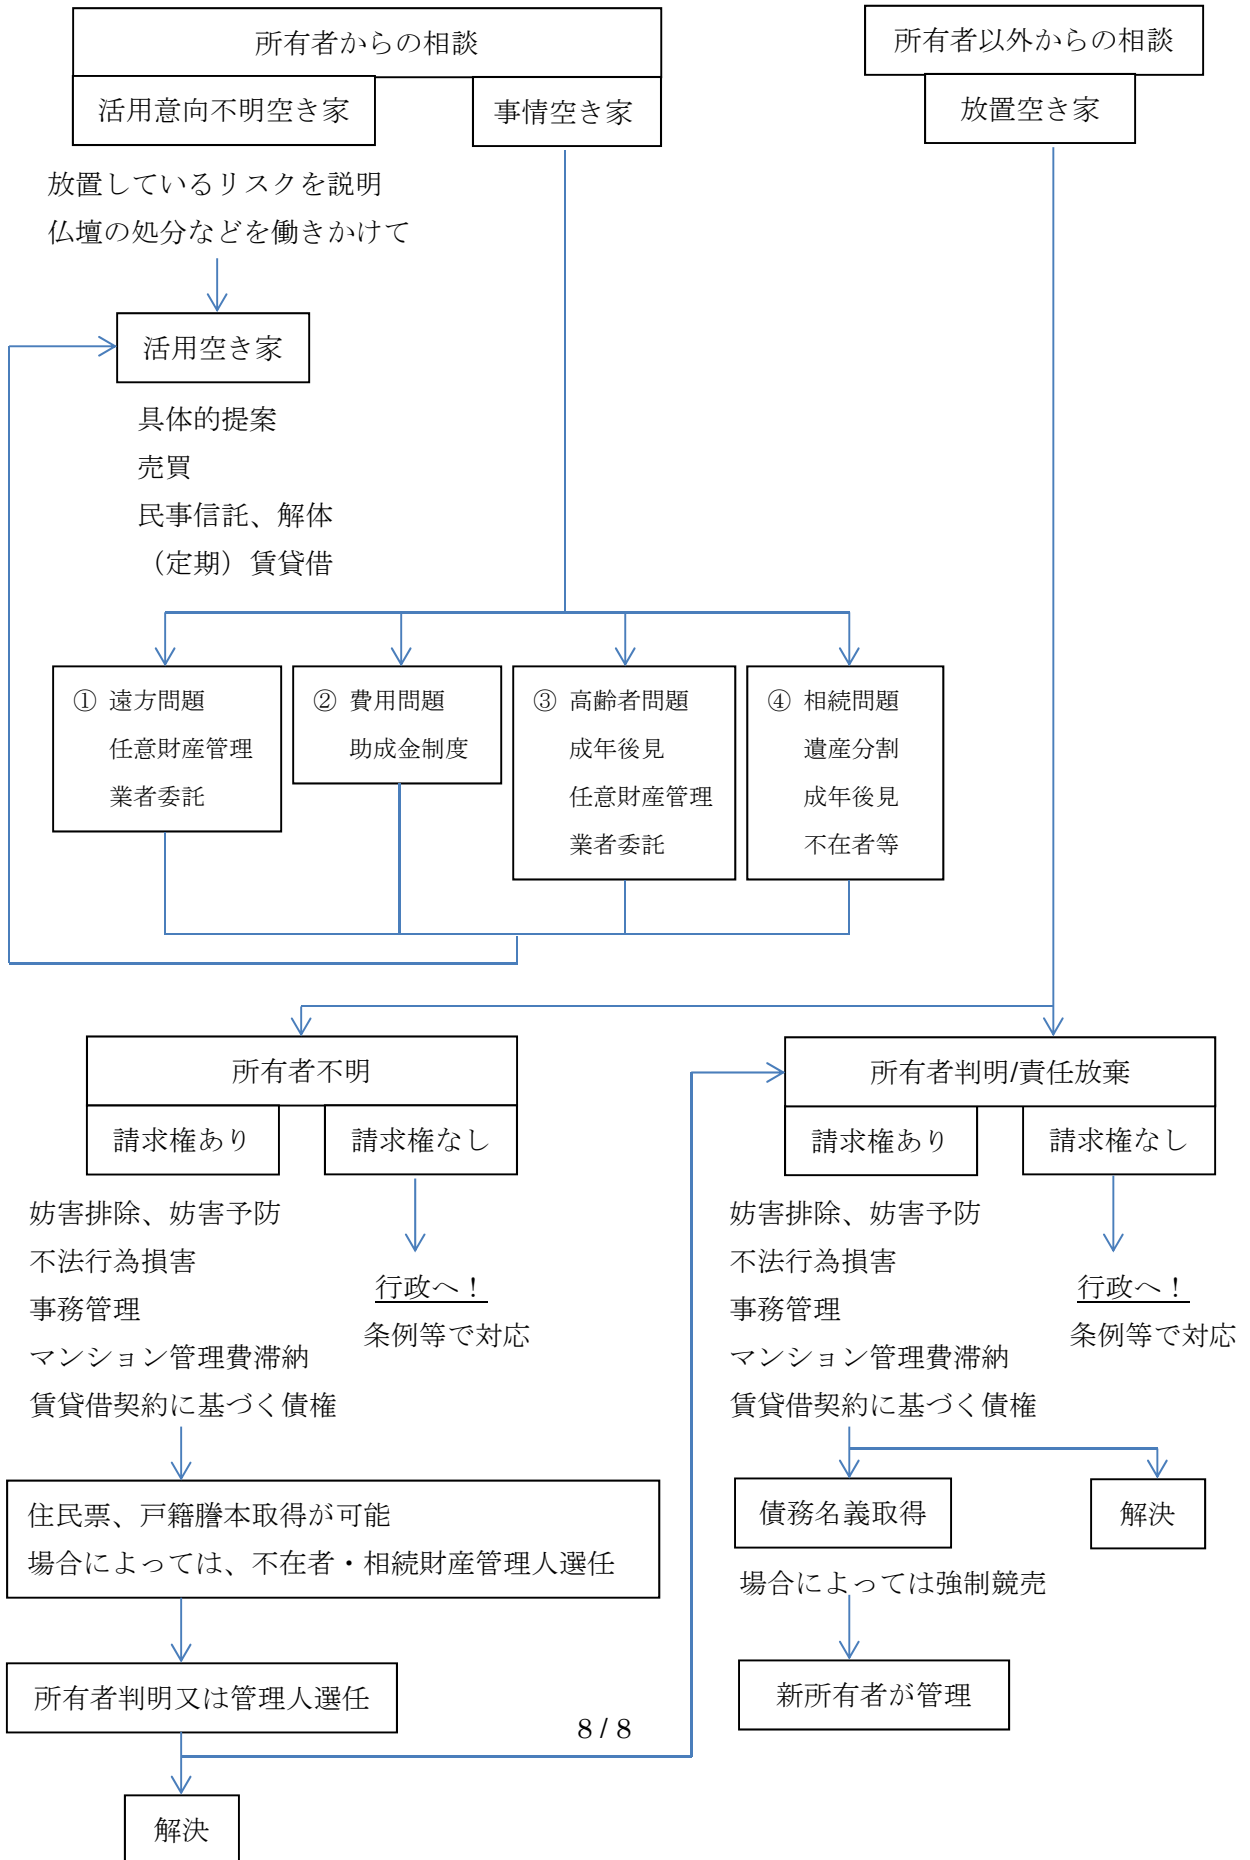 所有者からの相談
活用意向不明空き家
事情空き家
所有者以外からの相談
放置空き家
放置しているリスクを説明
仏壇の処分などを働きかけて
活用空き家
具体的提案
売買
民事信託、解体
（定期）賃貸借
① 遠方問題
任意財産管理
業者委託
② 費用問題
助成金制度
③ 高齢者問題
成年後見
任意財産管理
業者委託
④ 相続問題
遺産分割
成年後見
不在者等
所有者不明
請求権あり
請求権なし
妨害排除、妨害予防
不法行為損害
事務管理
マンション管理費滞納
賃貸借契約に基づく債権
行政へ！
条例等で対応
住民票、戸籍謄本取得が可能
場合によっては、不在者・相続財産管理人選任
所有者判明又は管理人選任
解決
所有者判明/責任放棄
請求権あり
請求権なし
妨害排除、妨害予防
不法行為損害
事務管理
マンション管理費滞納
賃貸借契約に基づく債権
行政へ！
条例等で対応
債務名義取得
解決
場合によっては強制競売
新所有者が管理
8 / 8